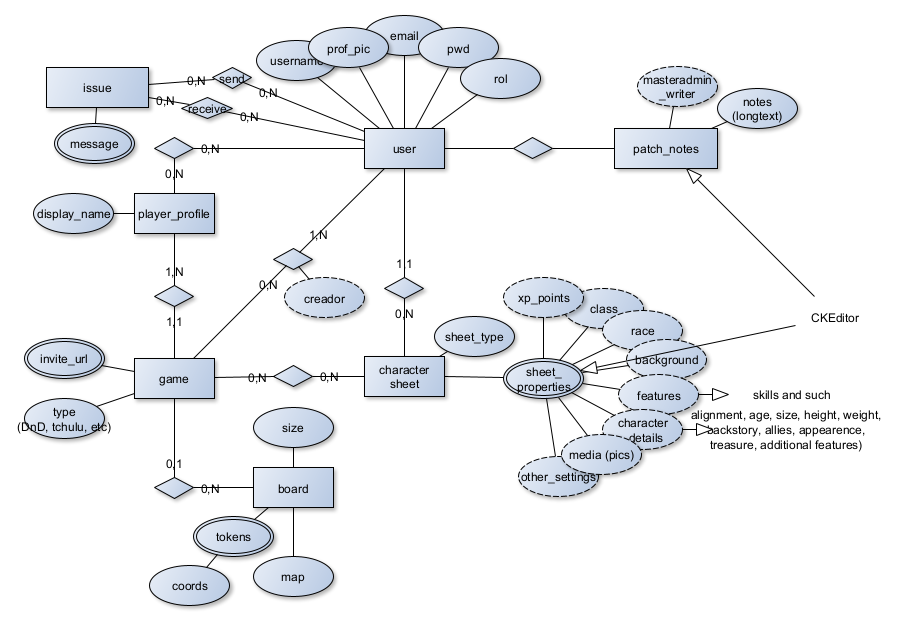 email
username
prof_pic
pwd
rol
issue
0,N
send
0,N
0,N
receive
0,N
message
masteradmin
_writer
notes
(longtext)
0,N
user
patch_notes
0,N
display_name
player_profile
1,N
0,N
creador
1,1
0,N
1,N
1,1
xp_points
class
race
background
CKEditor
sheet_type
invite_url
game
0,N
0,N
character
sheet
sheet_
properties
features
skills and such
type
(DnD, tchulu, etc)
character
details
alignment, age, size, height, weight,
backstory, allies, appearence,
treasure, additional features)
media (pics)
other_settings)
size
0,1
0,N
board
tokens
coords
map